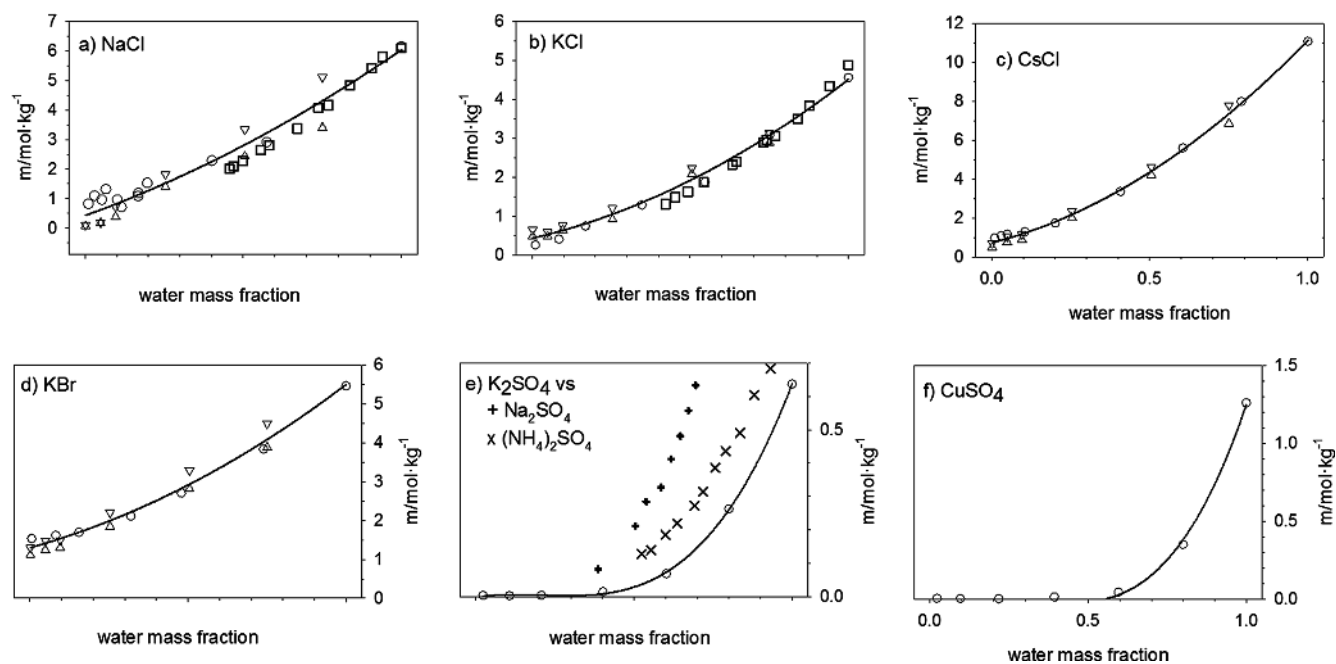 a) NaCl
7
6
5
4
3
2
1
0
m/mol·kg-1
water mass fraction
b) KCl
6
5
4
3
2
1
0
m/mol·kg-1
water mass fraction
c) CsCl
12
10
8
6
4
2
0
m/mol·kg-1
0.0 0.5 1.0
water mass fraction
d) KBr
6
5
4
3
2
1
0
m/mol·kg-1
water mass fraction
e) K2SO4 vs
+ Na2SO4
x (NH4)2SO4
0.5
0.0
m/mol·kg-1
water mass fraction
f) CuSO4
1.5
1.0
0.5
0.0
m/mol·kg-1
0.0 0.5 1.0
water mass fraction